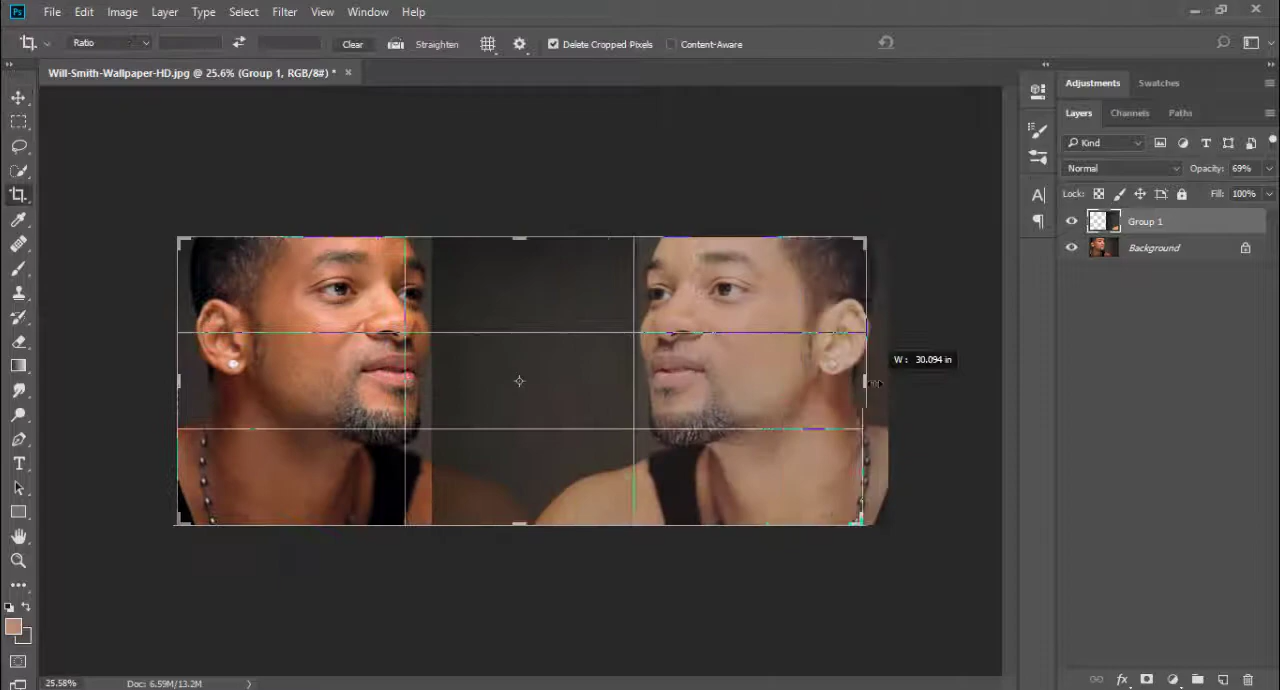 Ps File Edit Image Layer Type Select Filter View Window Help
Ratio Clear Straighten Delete Cropped Pixels Content-Aware
Will-Smith-Wallpaper-HD.jpg @ 25.6% (Group 1, RGB/8#) * ×
Adjustments Swatches
Layers Channels Paths
Kind
Normal Opacity: 69%
Lock: Fill: 100%
Group 1
Background
W : 30.094 in
25.58% Doc: 6.59M/13.2M